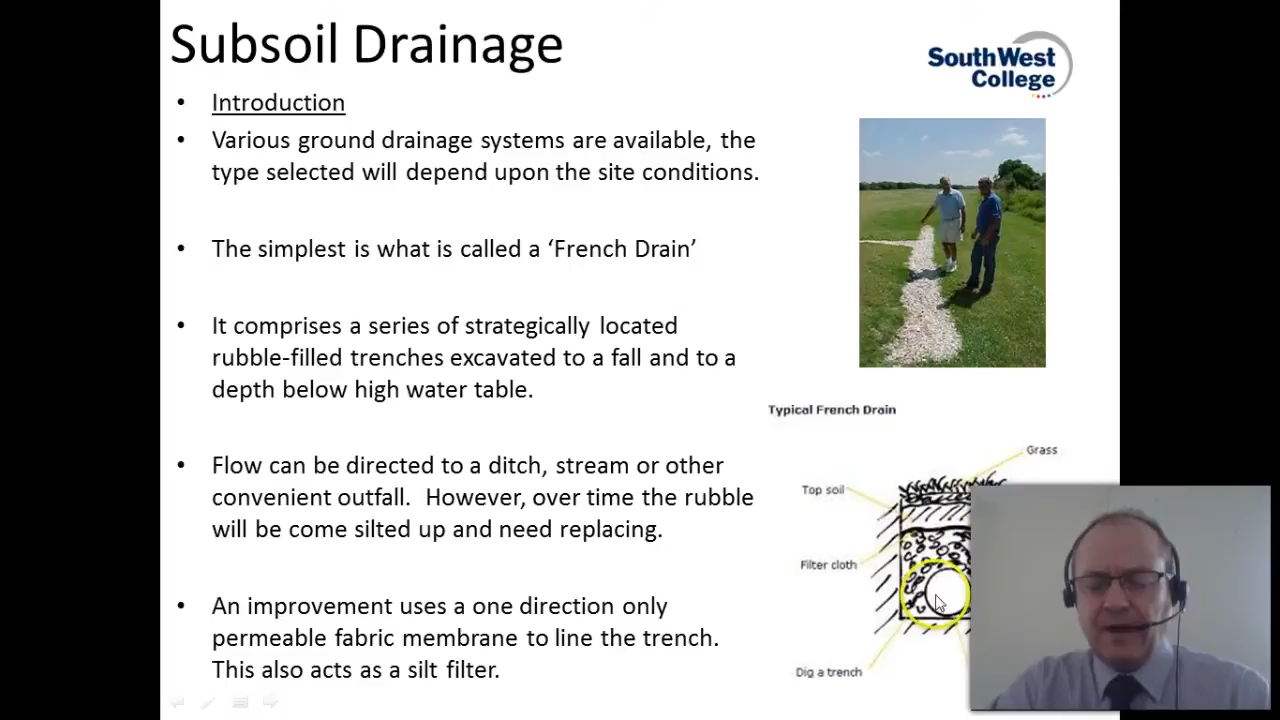 Subsoil Drainage
SouthWest
College
• Introduction
• Various ground drainage systems are available, the
type selected will depend upon the site conditions.
• The simplest is what is called a ‘French Drain’
• It comprises a series of strategically located
rubble-filled trenches excavated to a fall and to a
depth below high water table.
• Flow can be directed to a ditch, stream or other
convenient outfall. However, over time the rubble
will be come silted up and need replacing.
• An improvement uses a one direction only
permeable fabric membrane to line the trench.
This also acts as a silt filter.
Typical French Drain
Grass
Top soil
Filter cloth
Dig a trench